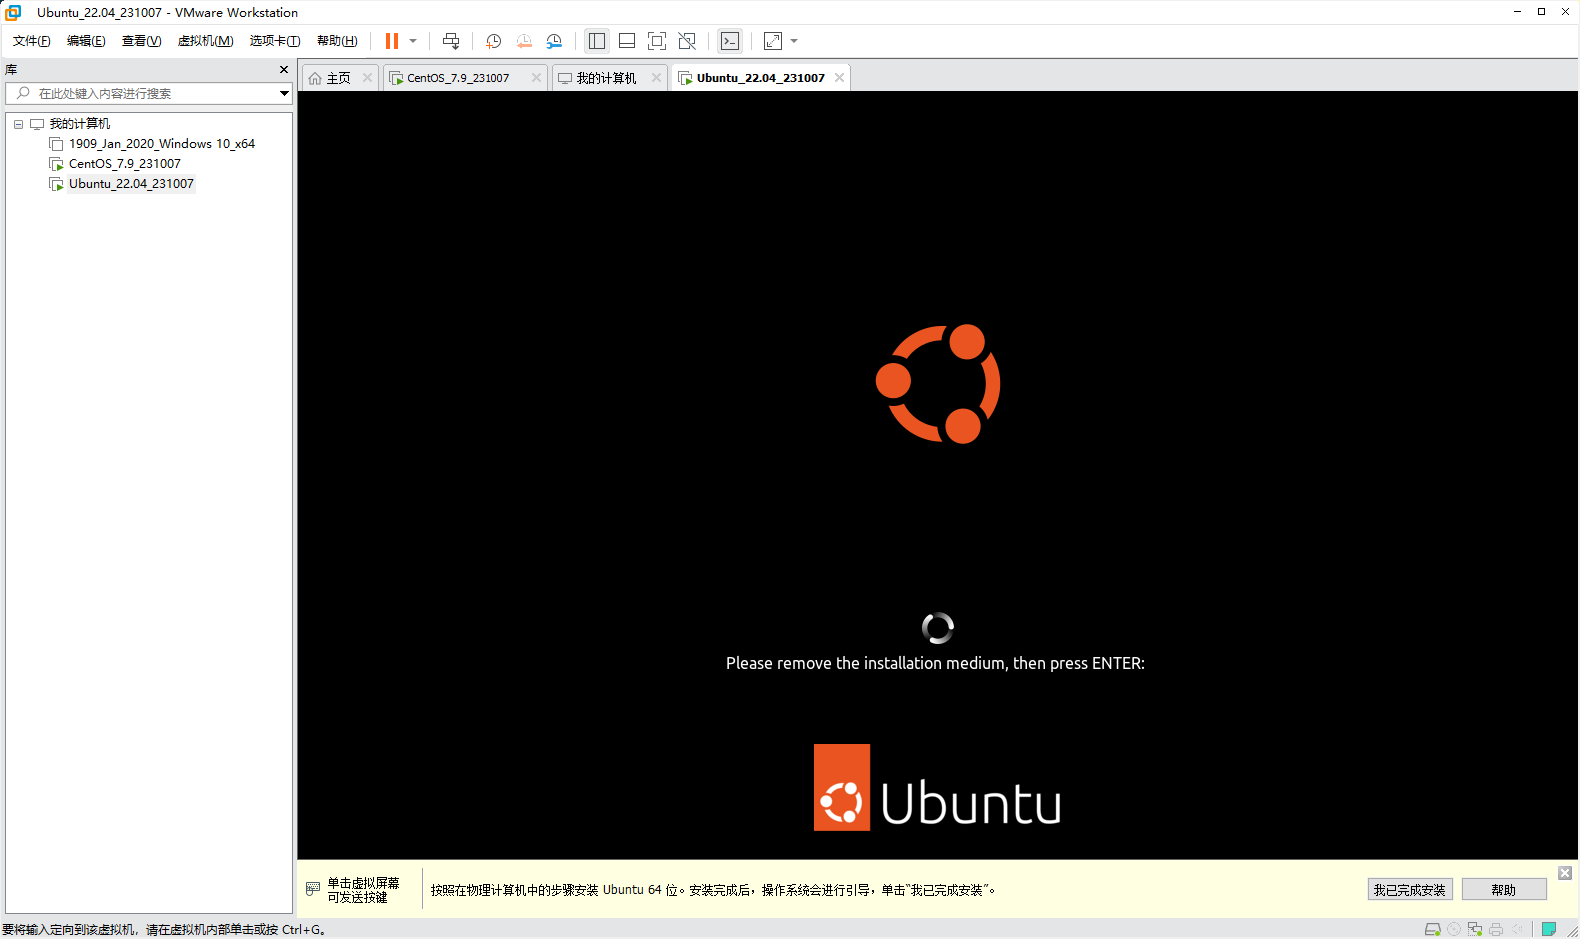 Ubuntu_22.04_231007 - VMware Workstation
文件(F) 编辑(E) 查看(V) 虚拟机(M) 选项卡(T) 帮助(H)
库
在此处键入内容进行搜索
我的计算机
1909_Jan_2020_Windows 10_x64
CentOS_7.9_231007
Ubuntu_22.04_231007
主页 CentOS_7.9_231007 我的计算机 Ubuntu_22.04_231007
Please remove the installation medium, then press ENTER:
Ubuntu
单击虚拟屏幕
可发送按键
按照在物理计算机中的步骤安装 Ubuntu 64 位。安装完成后，操作系统会进行引导，单击“我已完成安装”。
我已完成安装 帮助
要将输入定向到该虚拟机，请在虚拟机内部单击或按 Ctrl+G。